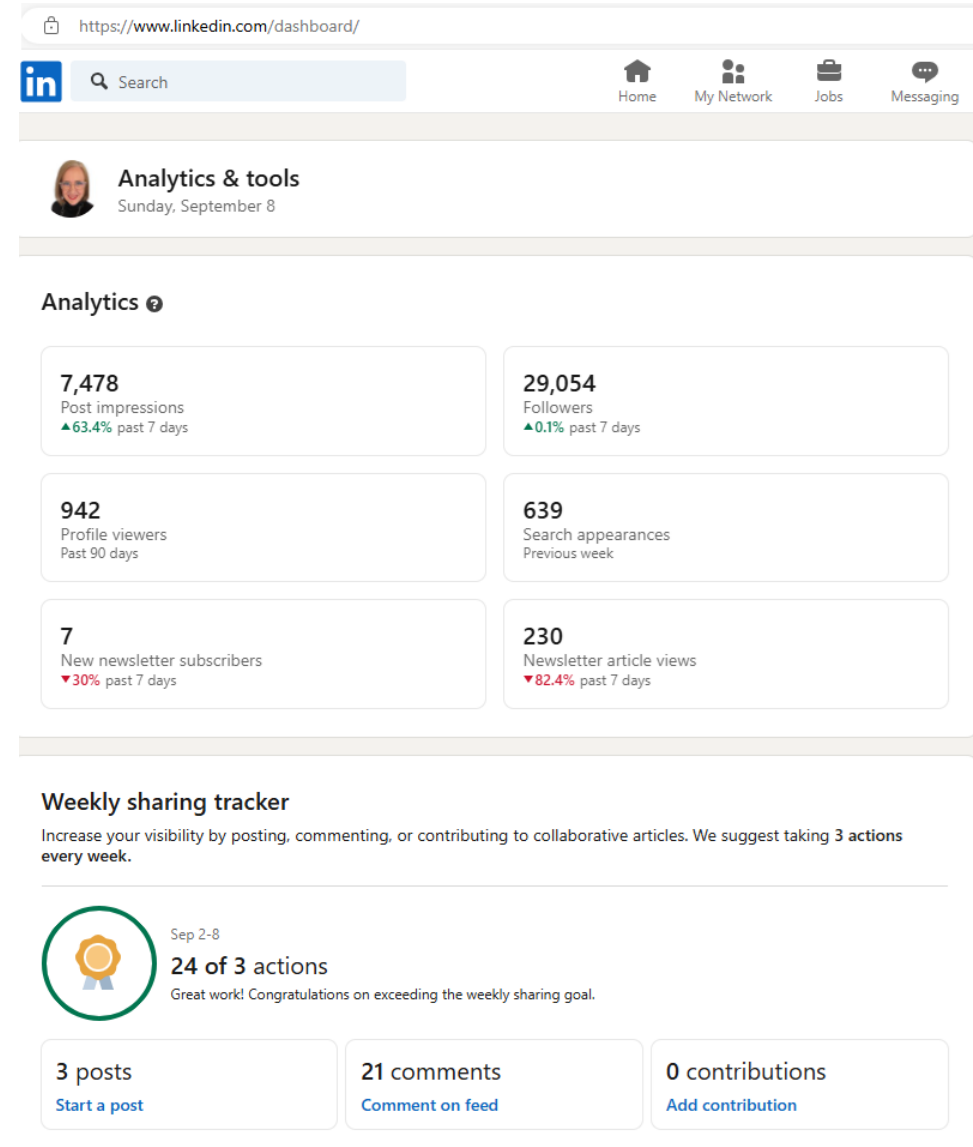 https://www.linkedin.com/dashboard/
in
Search
Home
My Network
Jobs
Messaging
Analytics & tools
Sunday, September 8
Analytics ?
7,478
Post impressions
▲63.4% past 7 days
29,054
Followers
▲0.1% past 7 days
942
Profile viewers
Past 90 days
639
Search appearances
Previous week
7
New newsletter subscribers
▼30% past 7 days
230
Newsletter article views
▼82.4% past 7 days
Weekly sharing tracker
Increase your visibility by posting, commenting, or contributing to collaborative articles. We suggest taking 3 actions
every week.
Sep 2-8
24 of 3 actions
Great work! Congratulations on exceeding the weekly sharing goal.
3 posts
Start a post
21 comments
Comment on feed
0 contributions
Add contribution